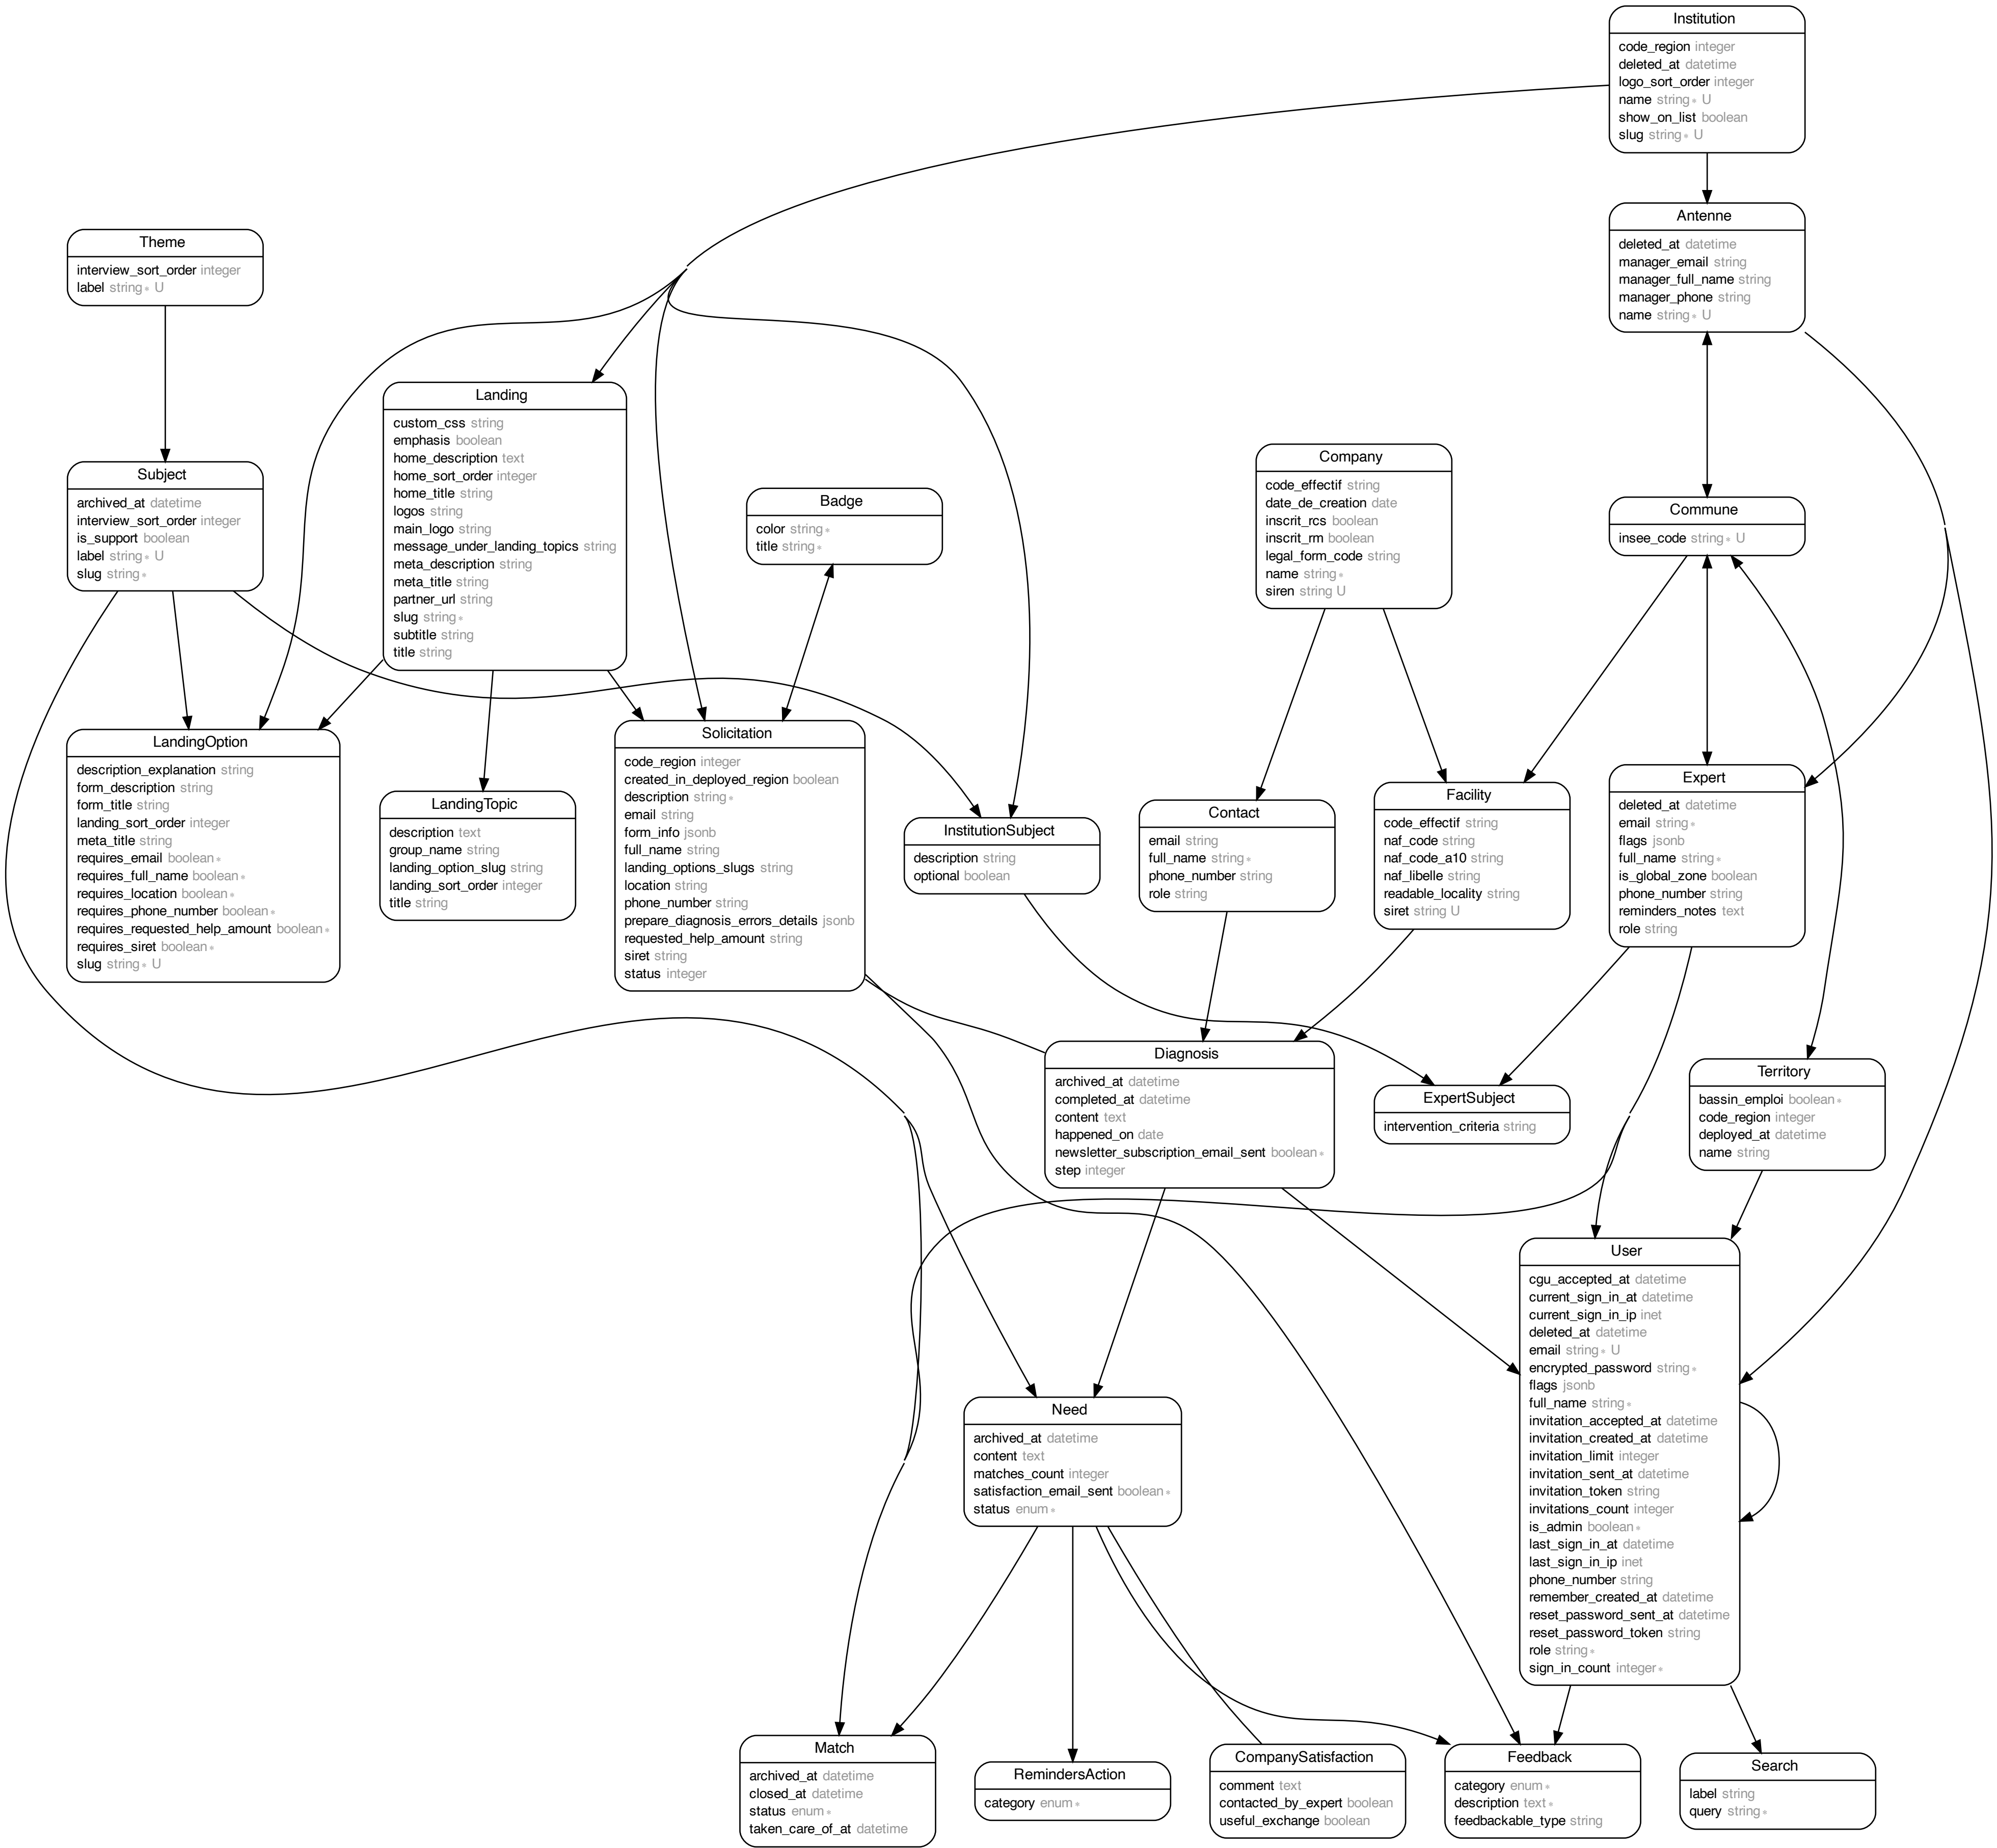 Institution
code_region integer
deleted_at datetime
logo_sort_order integer
name string * U
show_on_list boolean
slug string * U
Antenne
deleted_at datetime
manager_email string
manager_full_name string
manager_phone string
name string * U
Theme
interview_sort_order integer
label string * U
Landing
custom_css string
emphasis boolean
home_description text
home_sort_order integer
home_title string
logos string
main_logo string
message_under_landing_topics string
meta_description string
meta_title string
partner_url string
slug string *
subtitle string
title string
Company
code_effectif string
date_de_creation date
inscrit_rcs boolean
inscrit_rm boolean
legal_form_code string
name string *
siren string U
Subject
archived_at datetime
interview_sort_order integer
is_support boolean
label string * U
slug string *
Badge
color string *
title string *
Commune
insee_code string * U
LandingOption
description_explanation string
form_description string
form_title string
landing_sort_order integer
meta_title string
requires_email boolean *
requires_full_name boolean *
requires_location boolean *
requires_phone_number boolean *
requires_requested_help_amount boolean *
requires_siret boolean *
slug string * U
LandingTopic
description text
group_name string
landing_option_slug string
landing_sort_order integer
title string
Solicitation
code_region integer
created_in_deployed_region boolean
description string *
email string
form_info jsonb
full_name string
landing_options_slugs string
location string
phone_number string
prepare_diagnosis_errors_details jsonb
requested_help_amount string
siret string
status integer
InstitutionSubject
description string
optional boolean
Contact
email string
full_name string *
phone_number string
role string
Facility
code_effectif string
naf_code string
naf_code_a10 string
naf_libelle string
readable_locality string
siret string U
Expert
deleted_at datetime
email string *
flags jsonb
full_name string *
is_global_zone boolean
phone_number string
reminders_notes text
role string
Diagnosis
archived_at datetime
completed_at datetime
content text
happened_on date
newsletter_subscription_email_sent boolean *
step integer
ExpertSubject
intervention_criteria string
Territory
bassin_emploi boolean *
code_region integer
deployed_at datetime
name string
User
cgu_accepted_at datetime
current_sign_in_at datetime
current_sign_in_ip inet
deleted_at datetime
email string * U
encrypted_password string *
flags jsonb
full_name string *
invitation_accepted_at datetime
invitation_created_at datetime
invitation_limit integer
invitation_sent_at datetime
invitation_token string
invitations_count integer
is_admin boolean *
last_sign_in_at datetime
last_sign_in_ip inet
phone_number string
remember_created_at datetime
reset_password_sent_at datetime
reset_password_token string
role string *
sign_in_count integer *
Need
archived_at datetime
content text
matches_count integer
satisfaction_email_sent boolean *
status enum *
Match
archived_at datetime
closed_at datetime
status enum *
taken_care_of_at datetime
RemindersAction
category enum *
CompanySatisfaction
comment text
contacted_by_expert boolean
useful_exchange boolean
Feedback
category enum *
description text *
feedbackable_type string
Search
label string
query string *